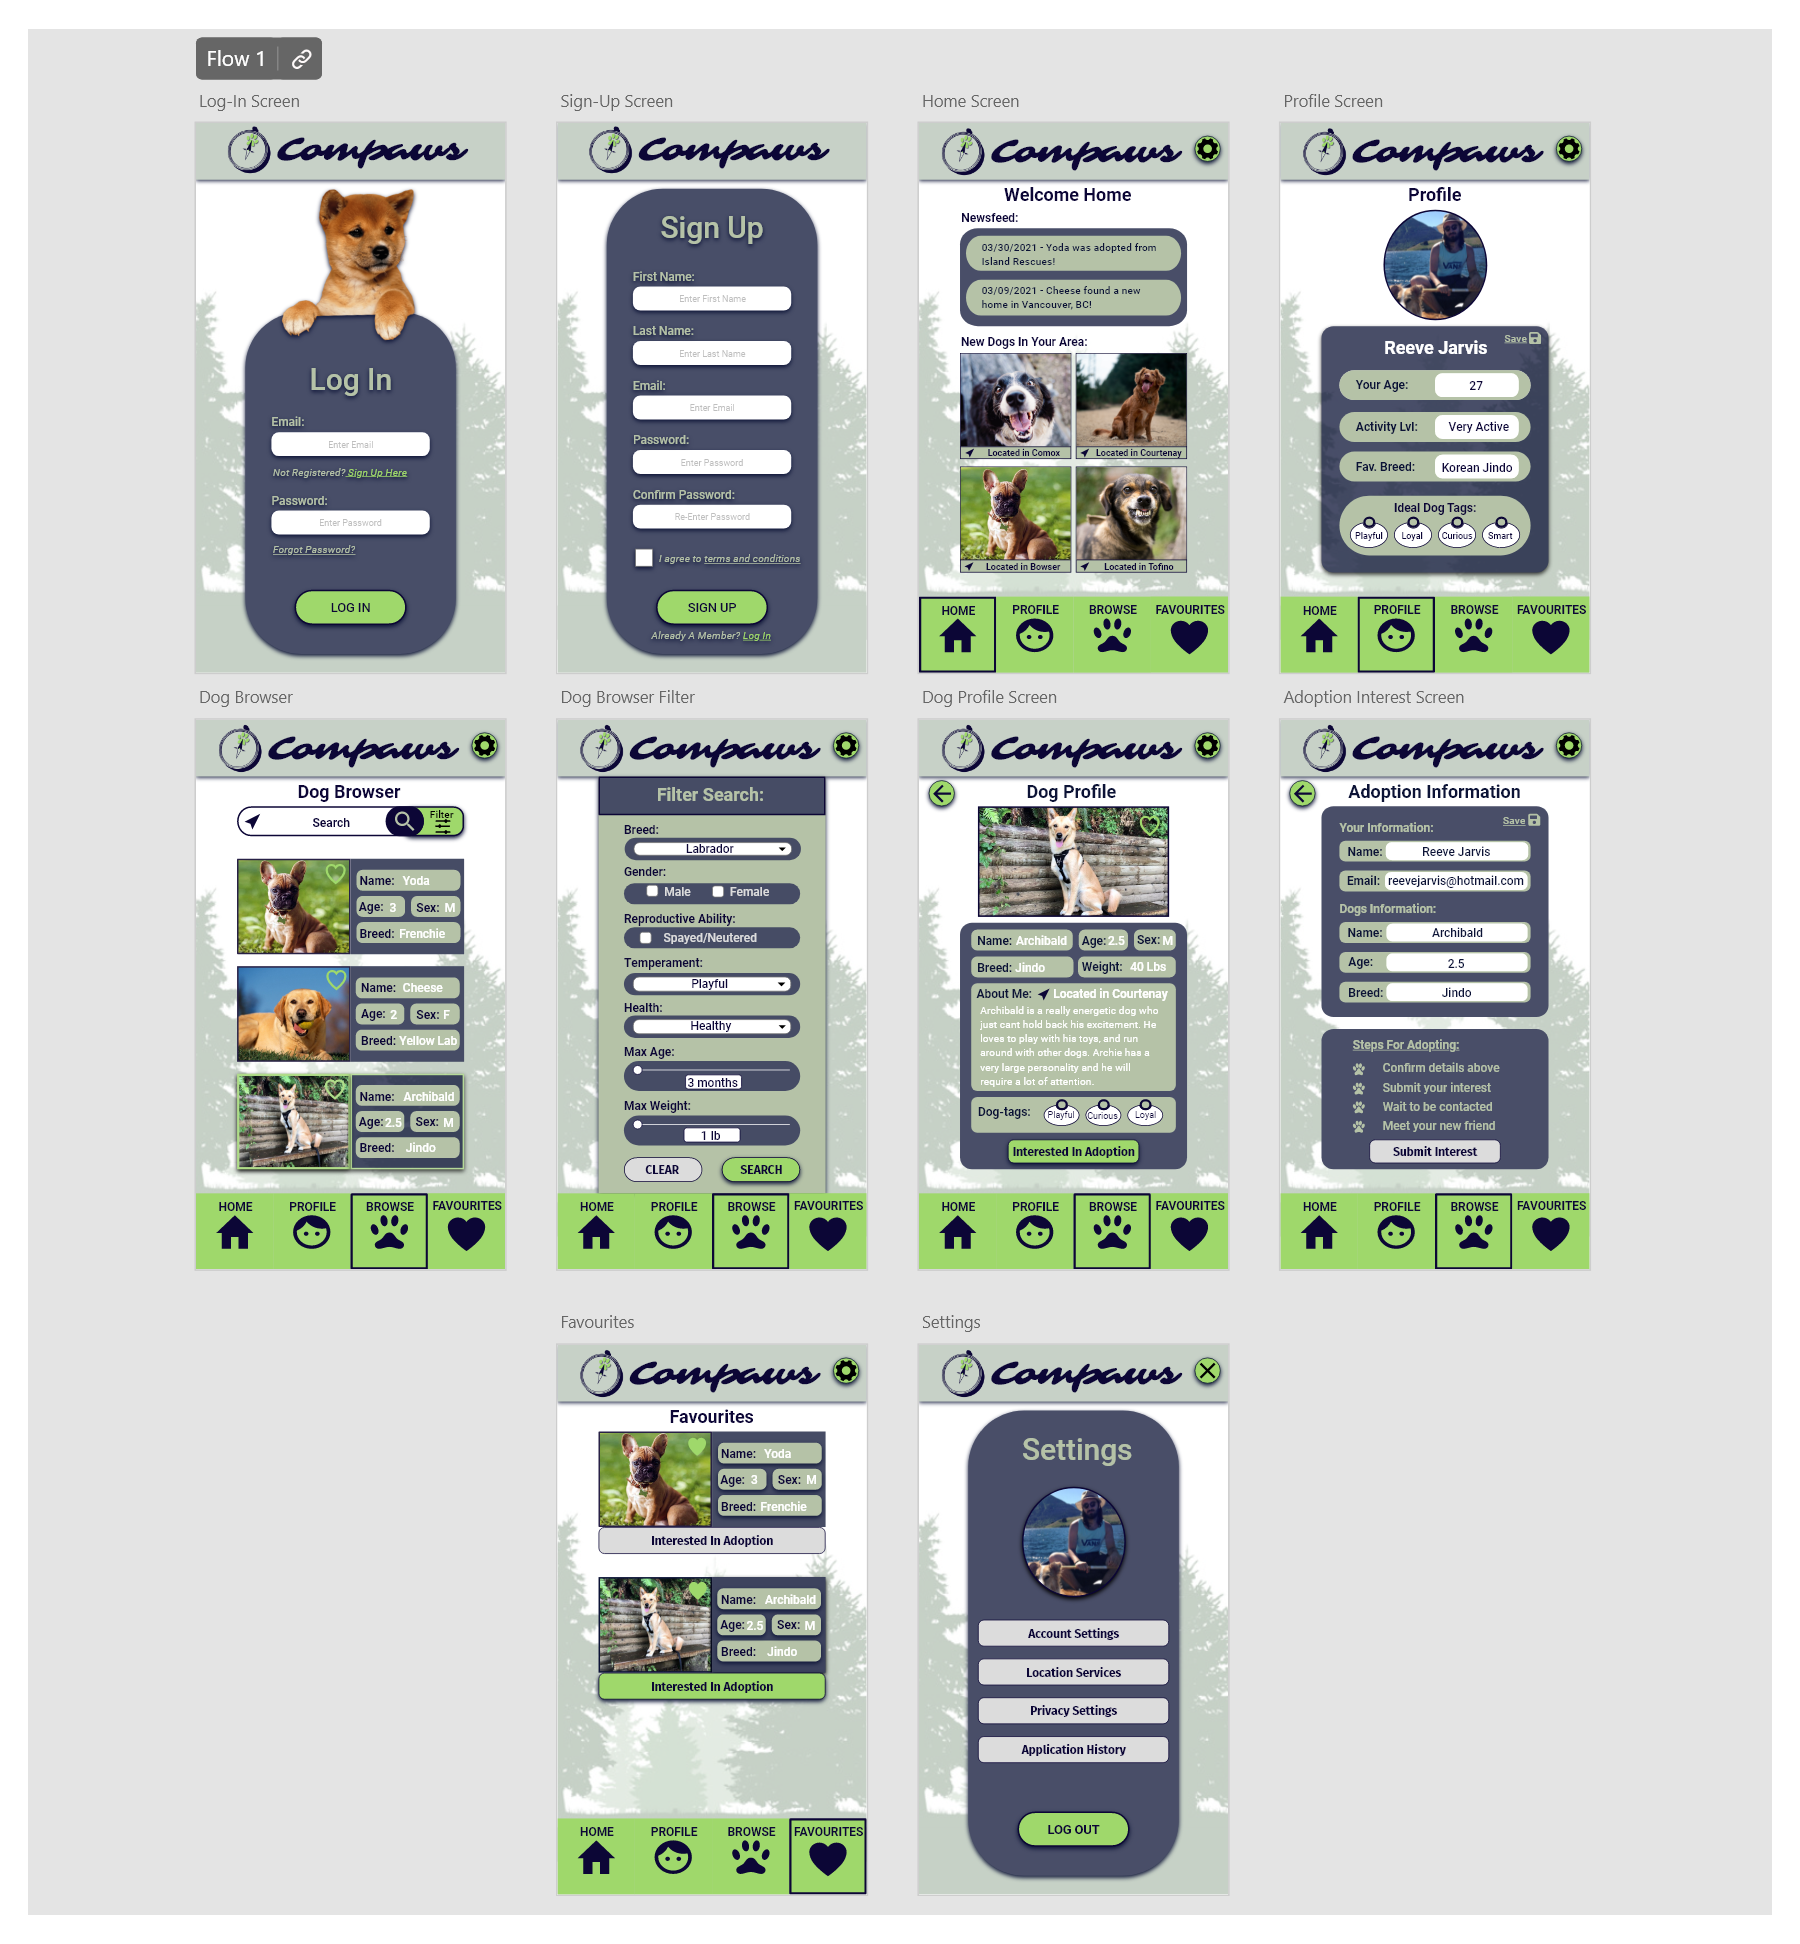 Flow 1
Log-In Screen
Compaws
Log In
Email:
Enter Email
Not Registered? Sign Up Here
Password:
Enter Password
Forgot Password?
LOG IN
Sign-Up Screen
Compaws
Sign Up
First Name:
Enter First Name
Last Name:
Enter Last Name
Email:
Enter Email
Password:
Enter Password
Confirm Password:
Re-Enter Password
I agree to terms and conditions
SIGN UP
Already A Member? Log In
Home Screen
Compaws
Welcome Home
Newsfeed:
03/30/2021 - Yoda was adopted from
Island Rescues!
03/09/2021 - Cheese found a new
home in Vancouver, BC!
New Dogs In Your Area:
Located in Comox
Located in Courtenay
Located in Bowser
Located in Tofino
HOME PROFILE BROWSE FAVOURITES
Profile Screen
Compaws
Profile
VANS
Save
Reeve Jarvis
Your Age: 27
Activity Lvl: Very Active
Fav. Breed: Korean Jindo
Ideal Dog Tags:
Playful Loyal Curious Smart
HOME PROFILE BROWSE FAVOURITES
Dog Browser
Compaws
Dog Browser
Search
Filter
Name: Yoda
Age: 3 Sex: M
Breed: Frenchie
Name: Cheese
Age: 2 Sex: F
Breed: Yellow Lab
Name: Archibald
Age: 2.5 Sex: M
Breed: Jindo
HOME PROFILE BROWSE FAVOURITES
Dog Browser Filter
Compaws
Filter Search:
Breed:
Labrador
Gender:
Male Female
Reproductive Ability:
Spayed/Neutered
Temperament:
Playful
Health:
Healthy
Max Age:
3 months
Max Weight:
1 lb
CLEAR SEARCH
HOME PROFILE BROWSE FAVOURITES
Dog Profile Screen
Compaws
Dog Profile
Name: Archibald Age: 2.5 Sex: M
Breed: Jindo Weight: 40 Lbs
About Me: Located in Courtenay
Archibald is a really energetic dog who
just cant hold back his excitement. He
loves to play with his toys, and run
around with other dogs. Archie has a
very large personality and he will
require a lot of attention.
Dog-tags: Playful Curious Loyal
Interested In Adoption
HOME PROFILE BROWSE FAVOURITES
Adoption Interest Screen
Compaws
Adoption Information
Save
Your Information:
Name: Reeve Jarvis
Email: reevejarvis@hotmail.com
Dogs Information:
Name: Archibald
Age: 2.5
Breed: Jindo
Steps For Adopting:
Confirm details above
Submit your interest
Wait to be contacted
Meet your new friend
Submit Interest
HOME PROFILE BROWSE FAVOURITES
Favourites
Compaws
Favourites
Name: Yoda
Age: 3 Sex: M
Breed: Frenchie
Interested In Adoption
Name: Archibald
Age: 2.5 Sex: M
Breed: Jindo
Interested In Adoption
HOME PROFILE BROWSE FAVOURITES
Settings
Compaws
Settings
VANS
Account Settings
Location Services
Privacy Settings
Application History
LOG OUT